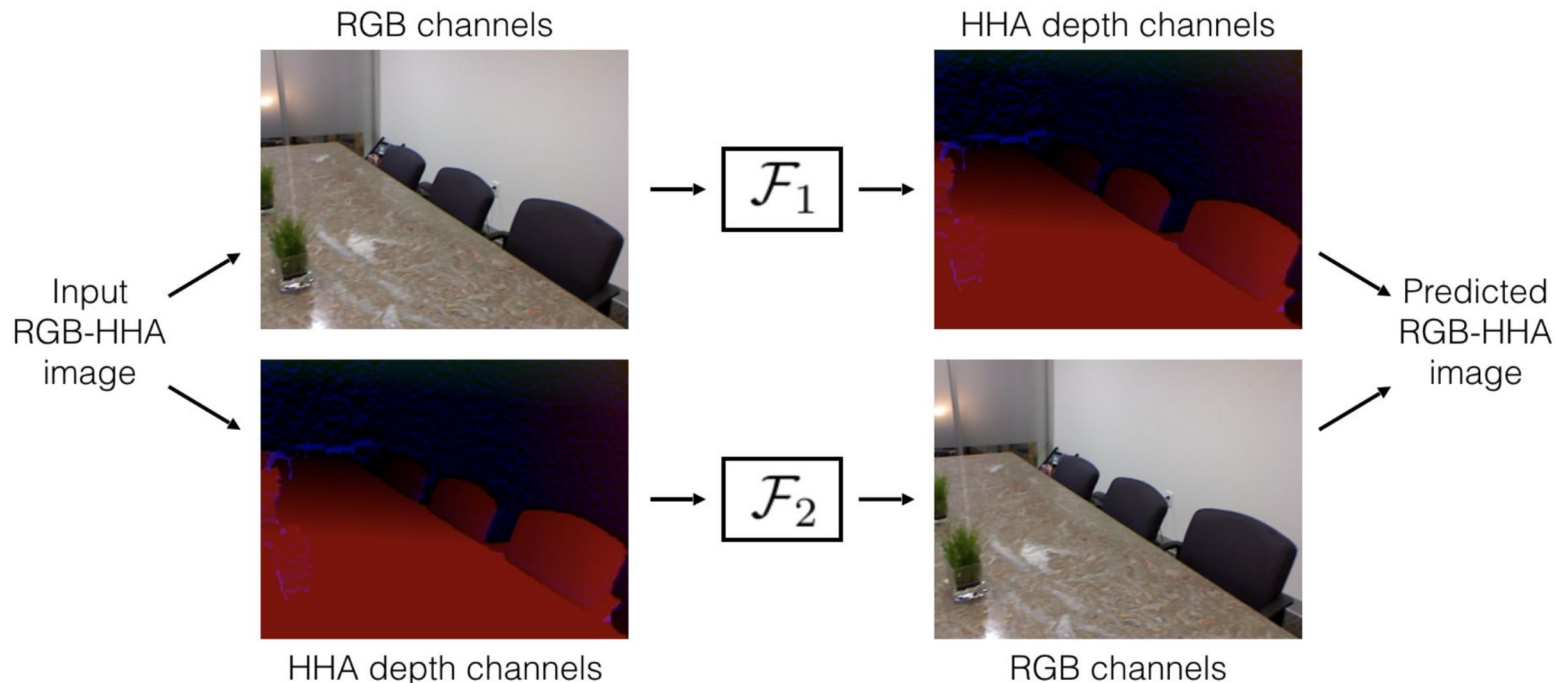 RGB channels
HHA depth channels
Input
RGB-HHA
image
ℱ₁
ℱ₂
Predicted
RGB-HHA
image
HHA depth channels
RGB channels